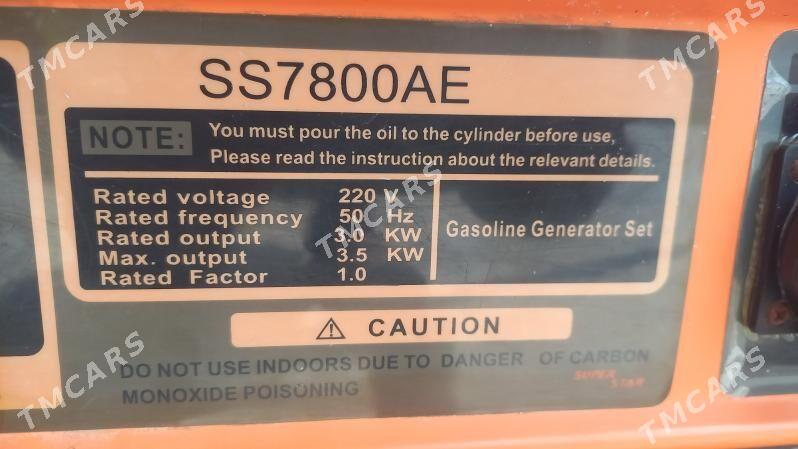 SS7800AE
NOTE: You must pour the oil to the cylinder before use,
Please read the instruction about the relevant details.
Rated voltage 220 V
Rated frequency 50 Hz
Rated output 3.0 KW
Max. output 3.5 KW
Rated Factor 1.0
Gasoline Generator Set
⚠ CAUTION
DO NOT USE INDOORS DUE TO DANGER OF CARBON
MONOXIDE POISONING
SUPER
STAR
TMCARS
TMCARS
TMCARS
TMCARS
TMCARS
TMCARS
TMCARS